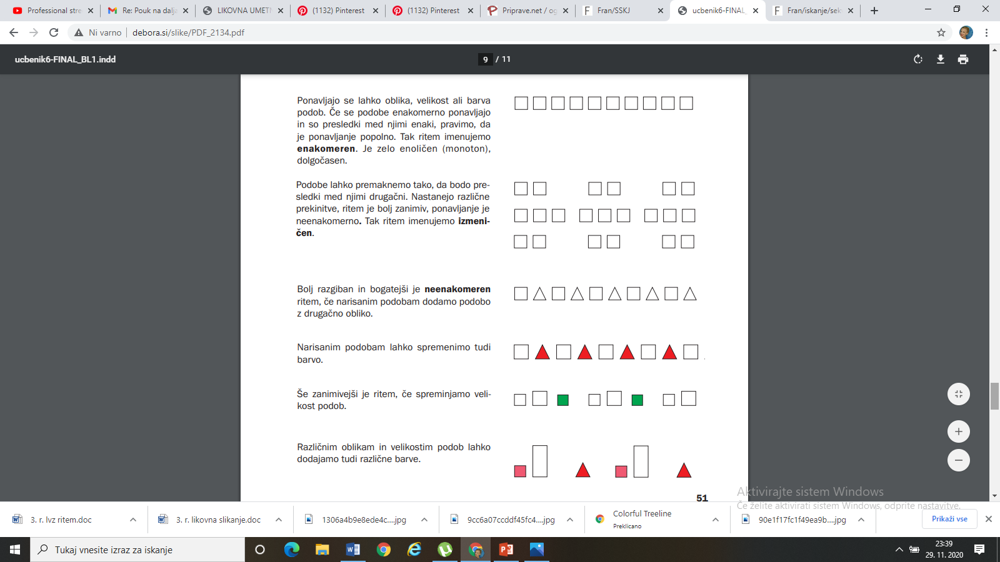 Professional stre
Re: Pouk na dalja
LIKOVNA UMETN
(1132) Pinterest
(1132) Pinterest
Priprave.net / og
Fran/SSKJ
ucbenik6-FINAL_
Fran/iskanje/sek
Ni varno
debora.si/slike/PDF_2134.pdf
ucbenik6-FINAL_BL1.indd
9 / 11
Ponavljajo se lahko oblika, velikost ali barva
podob. Če se podobe enakomerno ponavljajo
in so presledki med njimi enaki, pravimo, da
je ponavljanje popolno. Tak ritem imenujemo
enakomeren. Je zelo enoličen (monoton),
dolgočasen.
Podobe lahko premaknemo tako, da bodo pre-
sledki med njimi drugačni. Nastanejo različne
prekinitve, ritem je bolj zanimiv, ponavljanje je
neenakomerno. Tak ritem imenujemo izmeni-
čen.
Bolj razgiban in bogatejši je neenakomeren
ritem, če narisanim podobam dodamo podobo
z drugačno obliko.
Narisanim podobam lahko spremenimo tudi
barvo.
Še zanimivejši je ritem, če spreminjamo veli-
kost podob.
Različnim oblikam in velikostim podob lahko
dodajamo tudi različne barve.
51
Aktivirajte sistem Windows
Če želite aktivirati sistem Windows, odprite nastavitve.
3. r. lvz ritem.doc
3. r. likovna slikanje.doc
1306a4b9e8ede4c....jpg
9cc6a07ccddf45fc4....jpg
Colorful Treeline
Preklicano
90e1f17fc1f49ea9b....jpg
Prikaži vse
Tukaj vnesite izraz za iskanje
23:39
29. 11. 2020